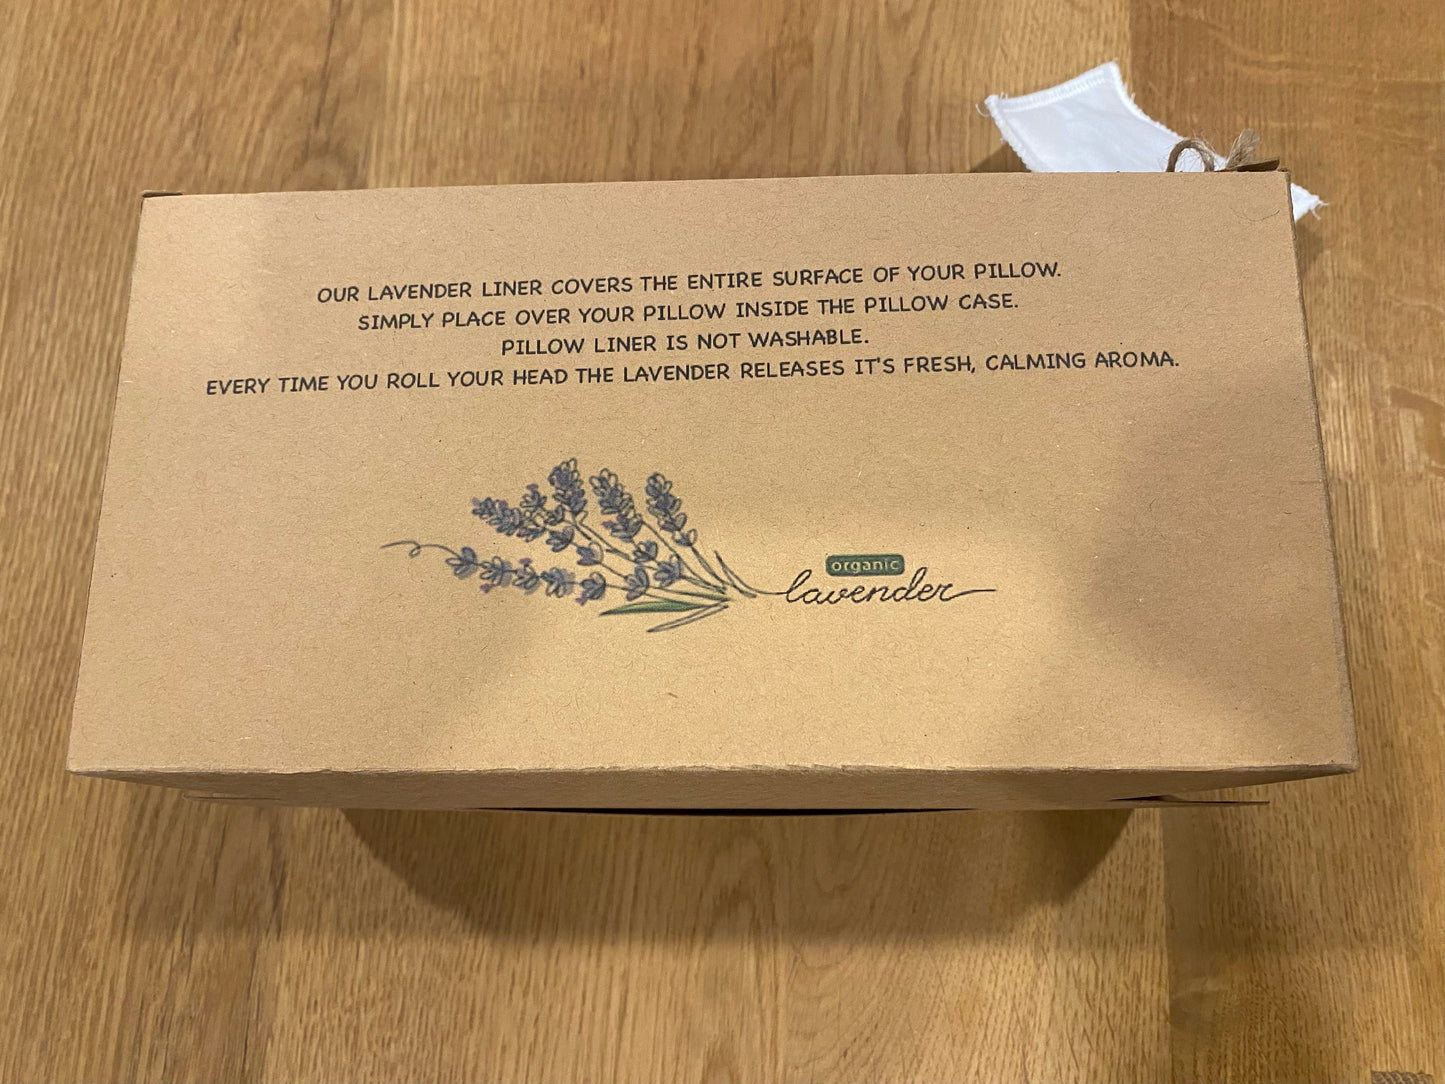 OUR LAVENDER LINER COVERS THE ENTIRE SURFACE OF YOUR PILLOW.
SIMPLY PLACE OVER YOUR PILLOW INSIDE THE PILLOW CASE.
PILLOW LINER IS NOT WASHABLE.
EVERY TIME YOU ROLL YOUR HEAD THE LAVENDER RELEASES IT'S FRESH, CALMING AROMA.
organic
lavender